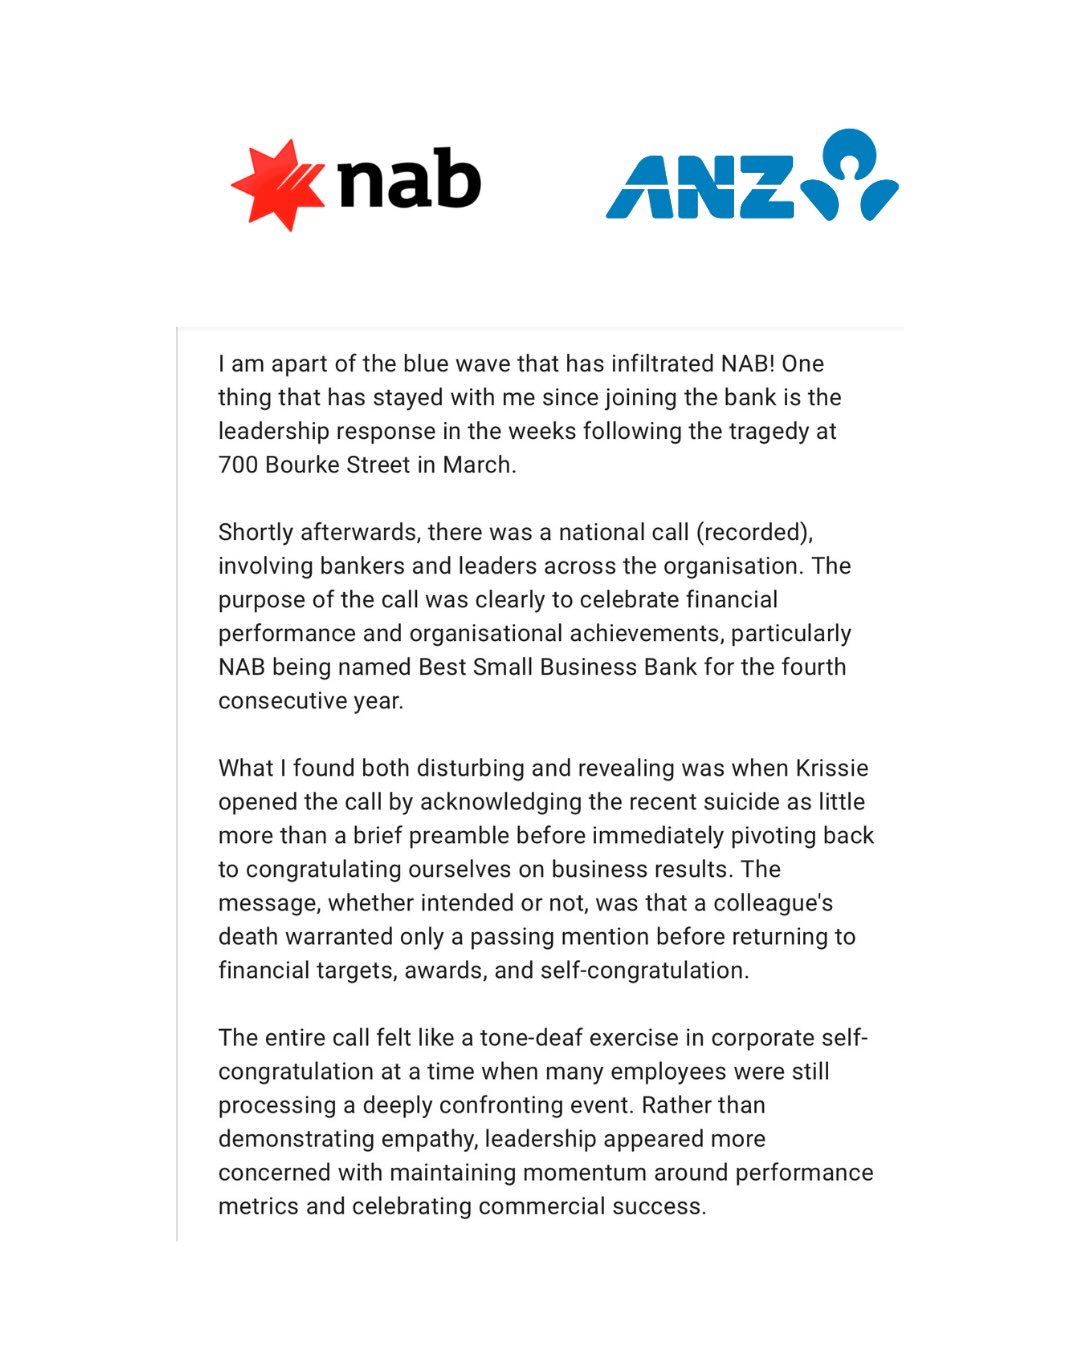 nab
ANZ
I am apart of the blue wave that has infiltrated NAB! One
thing that has stayed with me since joining the bank is the
leadership response in the weeks following the tragedy at
700 Bourke Street in March.
Shortly afterwards, there was a national call (recorded),
involving bankers and leaders across the organisation. The
purpose of the call was clearly to celebrate financial
performance and organisational achievements, particularly
NAB being named Best Small Business Bank for the fourth
consecutive year.
What I found both disturbing and revealing was when Krissie
opened the call by acknowledging the recent suicide as little
more than a brief preamble before immediately pivoting back
to congratulating ourselves on business results. The
message, whether intended or not, was that a colleague's
death warranted only a passing mention before returning to
financial targets, awards, and self-congratulation.
The entire call felt like a tone-deaf exercise in corporate self-
congratulation at a time when many employees were still
processing a deeply confronting event. Rather than
demonstrating empathy, leadership appeared more
concerned with maintaining momentum around performance
metrics and celebrating commercial success.